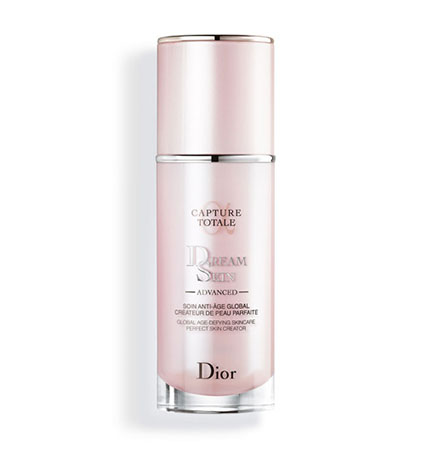 CAPTURE
TOTALE
DREAM
SKIN
ADVANCED
SOIN ANTI-ÂGE GLOBAL
CRÉATEUR DE PEAU PARFAITE
GLOBAL AGE-DEFYING SKINCARE
PERFECT SKIN CREATOR
Dior